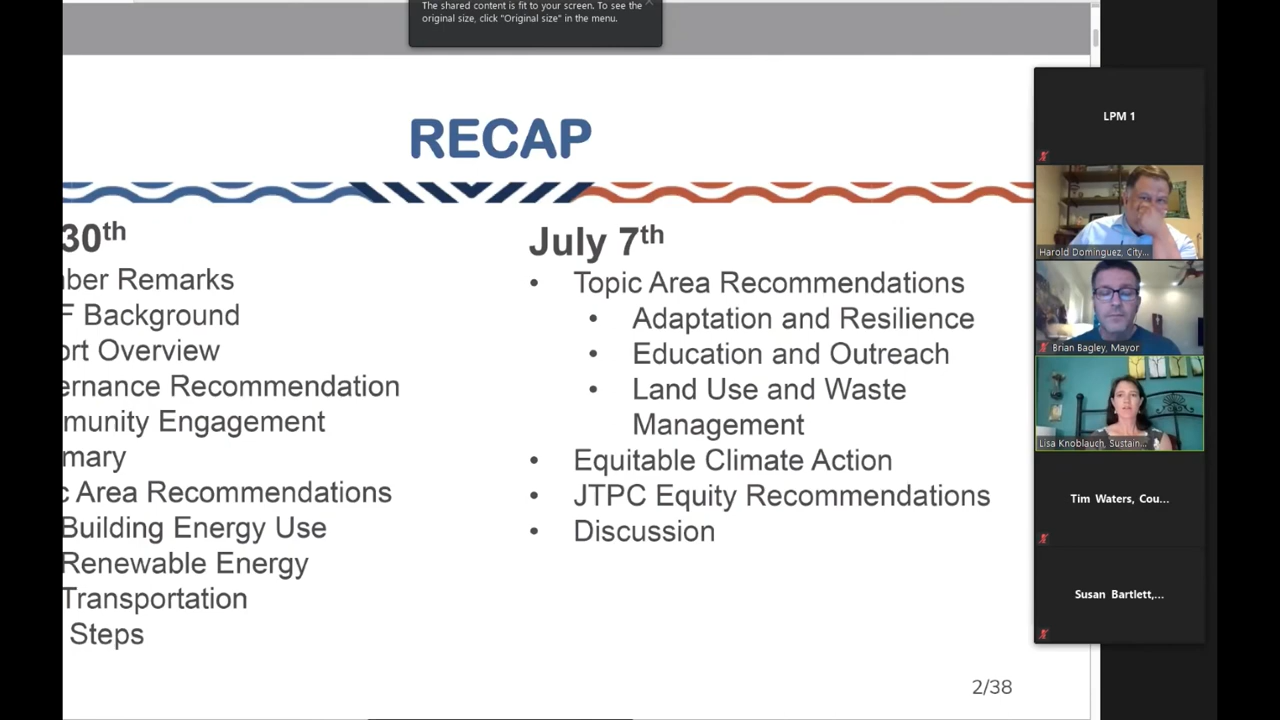 The shared content is fit to your screen. To see the
original size, click "Original size" in the menu.
RECAP
30th
ber Remarks
F Background
ort Overview
ernance Recommendation
munity Engagement
mary
c Area Recommendations
Building Energy Use
Renewable Energy
Transportation
Steps
July 7th
• Topic Area Recommendations
• Adaptation and Resilience
• Education and Outreach
• Land Use and Waste
Management
• Equitable Climate Action
• JTPC Equity Recommendations
• Discussion
2/38
LPM 1
Harold Dominguez, City...
Brian Bagley, Mayor
Lisa Knoblauch, Sustain...
Tim Waters, Cou...
Susan Bartlett,...